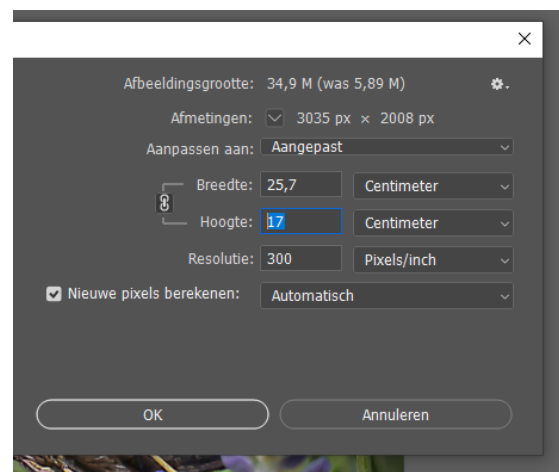 Afbeeldingsgrootte: 34,9 M (was 5,89 M)
Afmetingen: 3035 px × 2008 px
Aanpassen aan: Aangepast
Breedte: 25,7 Centimeter
Hoogte: 17 Centimeter
Resolutie: 300 Pixels/inch
Nieuwe pixels berekenen: Automatisch
OK Annuleren